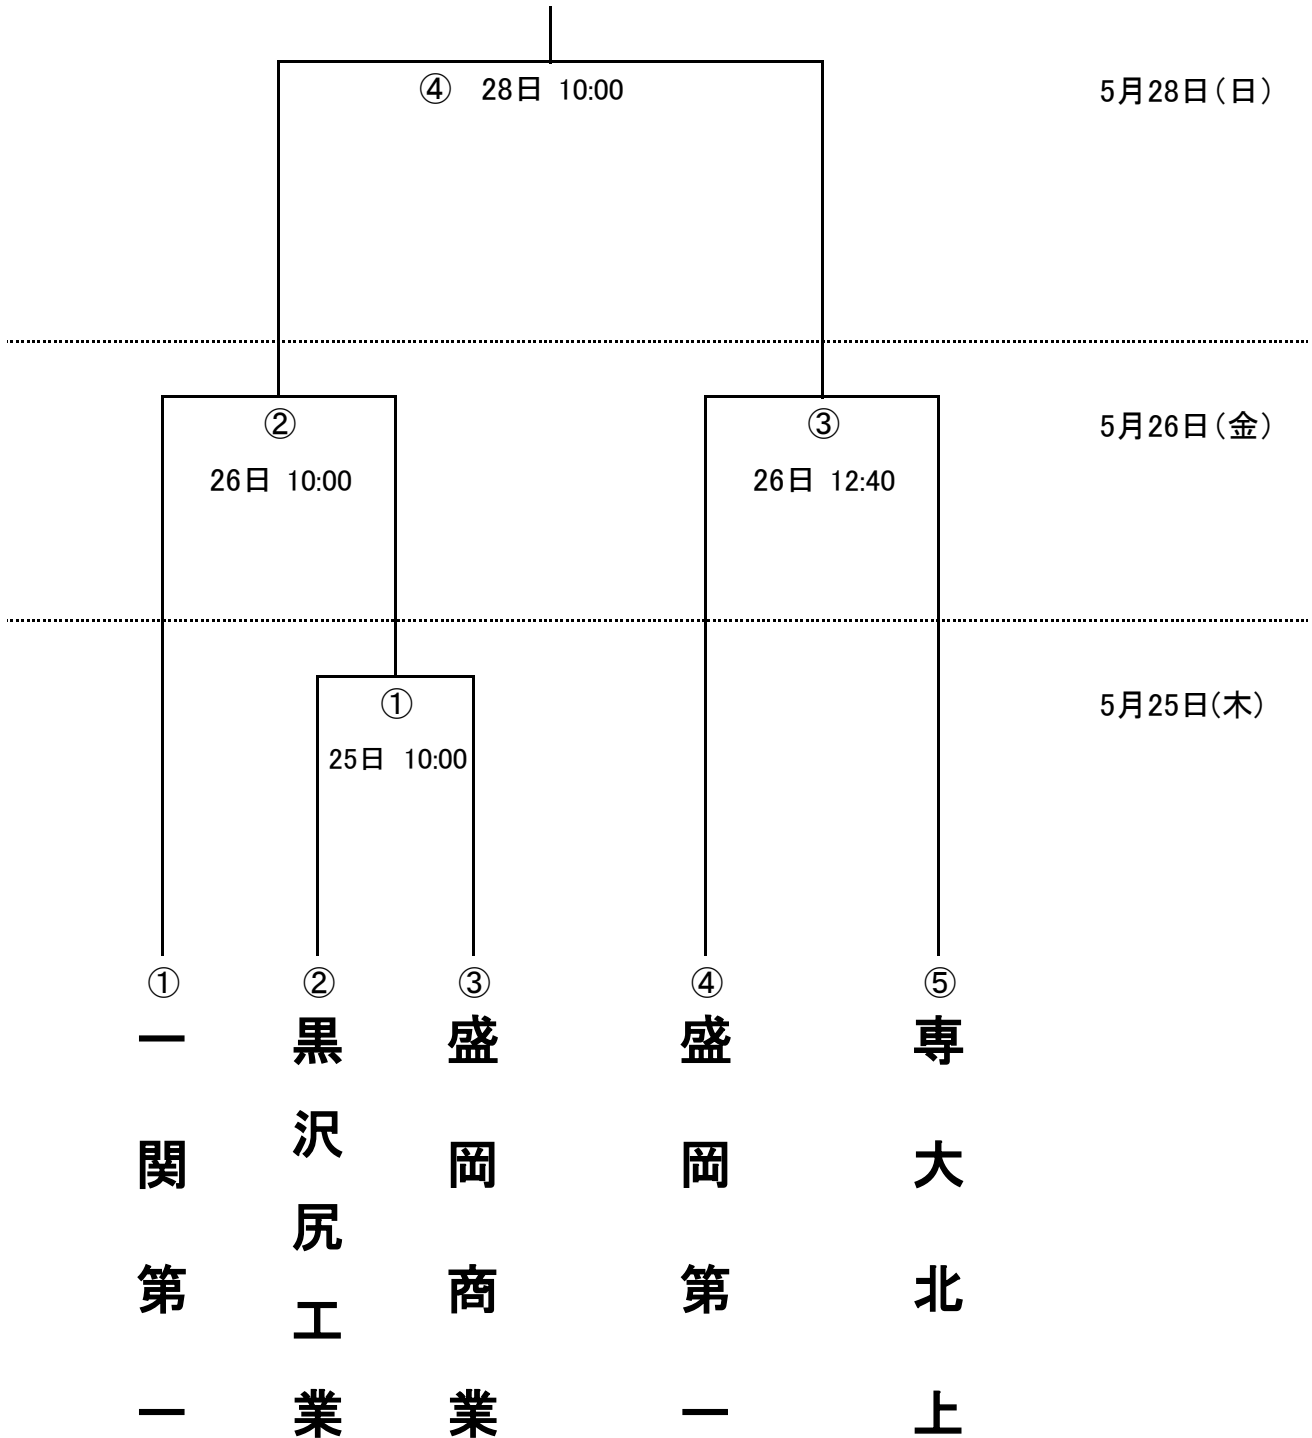 ④ 28日 10:00
5月28日(日)
②
③
5月26日(金)
26日 10:00
26日 12:40
①
5月25日(木)
25日 10:00
①
②
③
④
⑤
一関第一
黒沢尻工業
盛岡商業
盛岡第一
専大北上